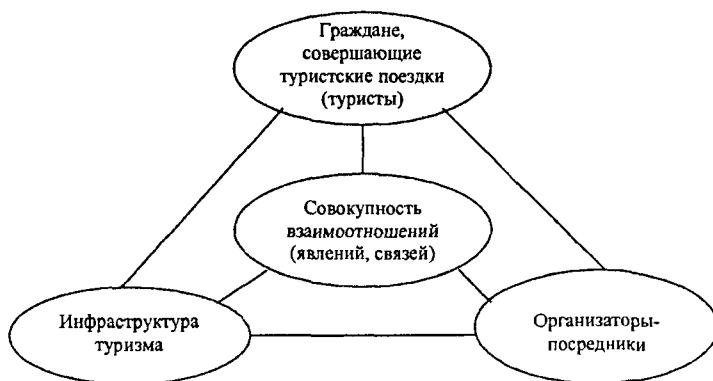 Граждане,
совершающие
туристские поездки
(туристы)
Совокупность
взаимоотношений
(явлений, связей)
Инфраструктура
туризма
Организаторы-
посредники